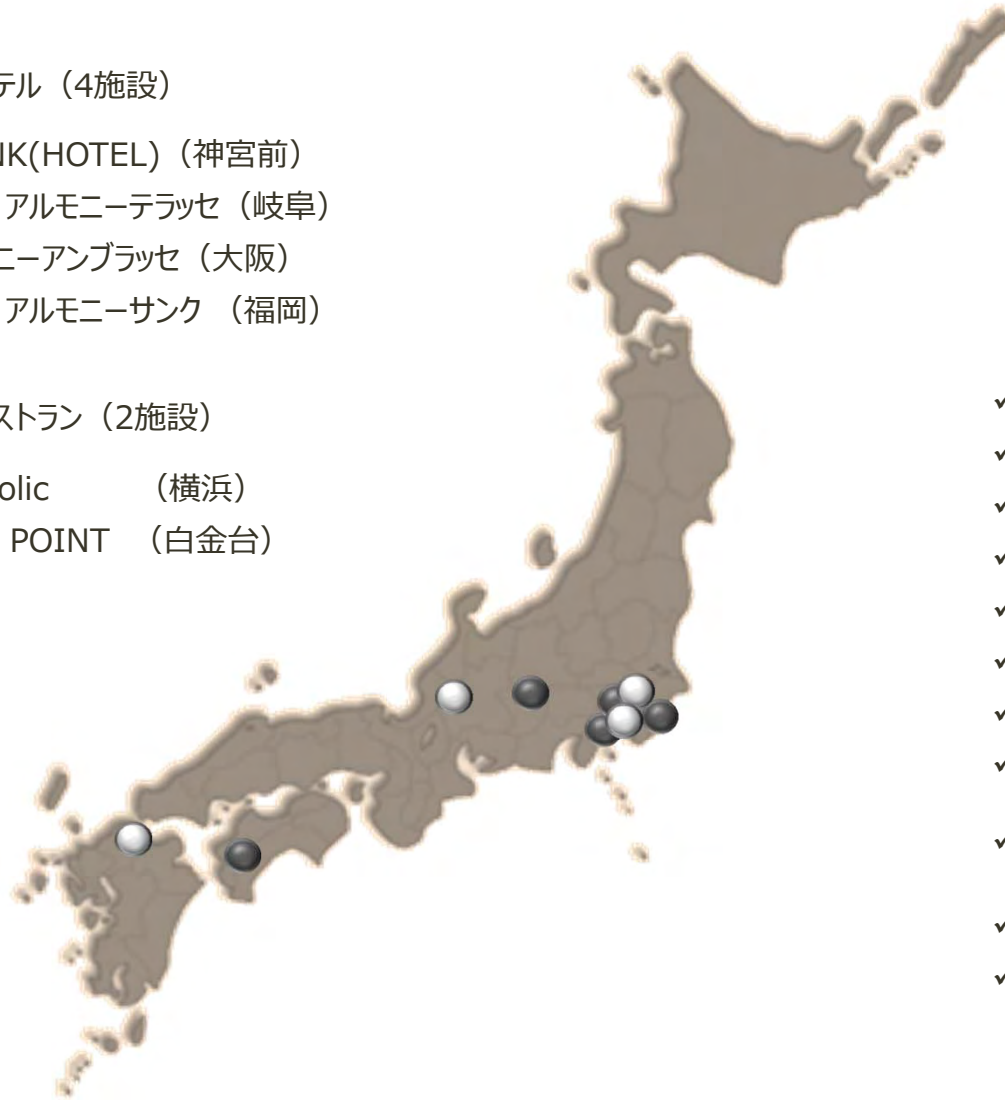 テル（4施設）
NK(HOTEL)（神宮前）
アルモニーテラッセ（岐阜）
ニーアンブラッセ（大阪）
アルモニーサンク （福岡）
ストラン（2施設）
olic （横浜）
POINT （白金台）